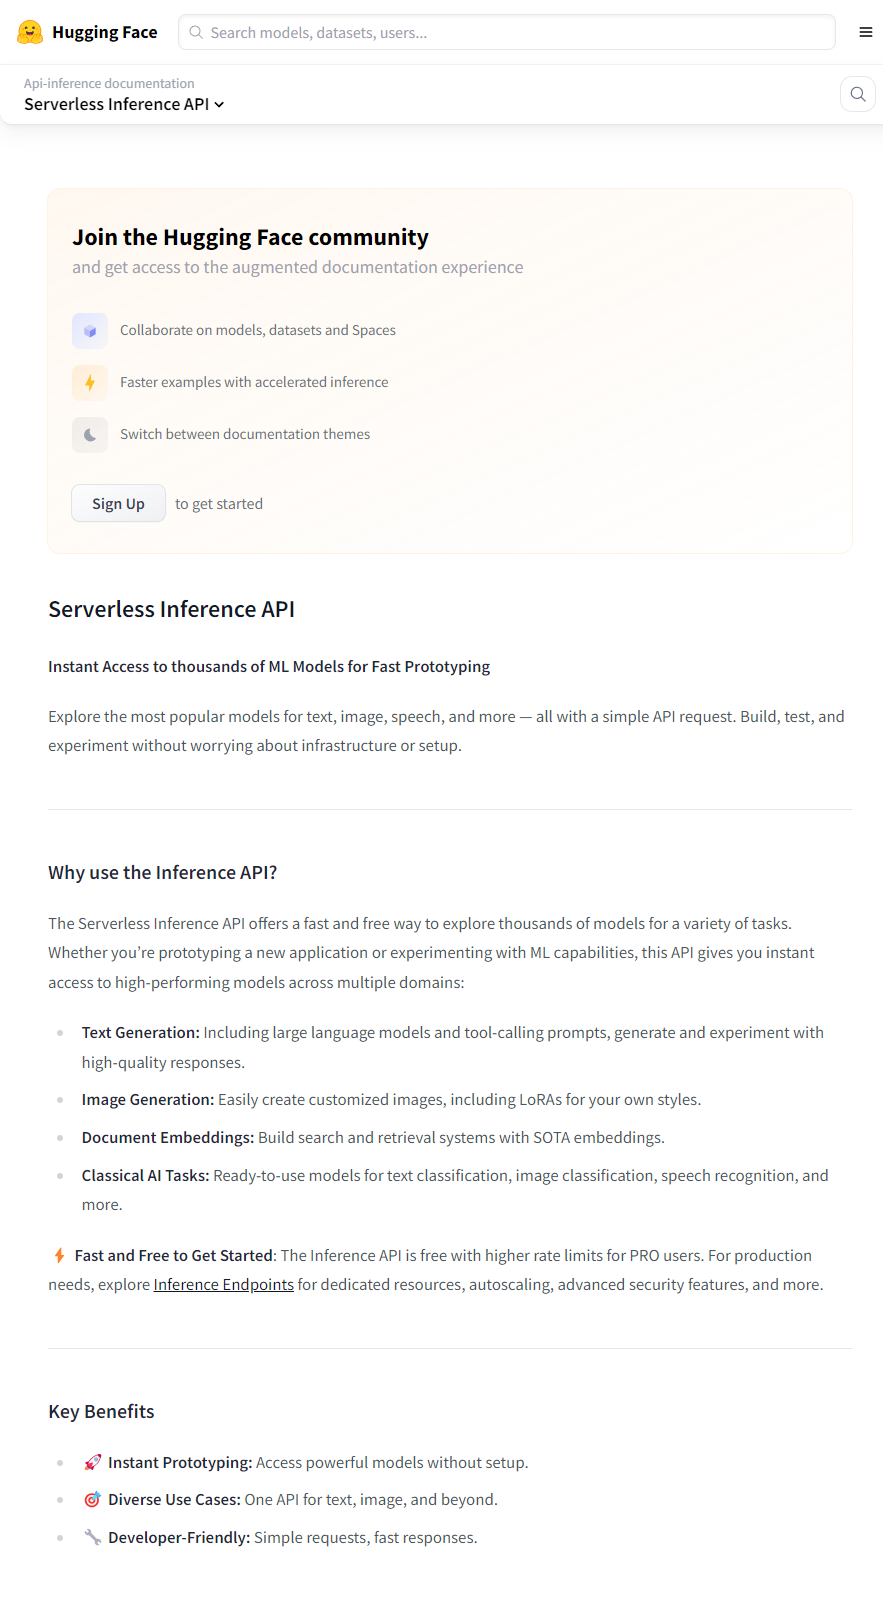 Hugging Face
Search models, datasets, users...
Api-inference documentation
Serverless Inference API
Join the Hugging Face community
and get access to the augmented documentation experience
Collaborate on models, datasets and Spaces
Faster examples with accelerated inference
Switch between documentation themes
Sign Up to get started
Serverless Inference API
Instant Access to thousands of ML Models for Fast Prototyping
Explore the most popular models for text, image, speech, and more — all with a simple API request. Build, test, and
experiment without worrying about infrastructure or setup.
Why use the Inference API?
The Serverless Inference API offers a fast and free way to explore thousands of models for a variety of tasks.
Whether you’re prototyping a new application or experimenting with ML capabilities, this API gives you instant
access to high-performing models across multiple domains:
Text Generation: Including large language models and tool-calling prompts, generate and experiment with
high-quality responses.
Image Generation: Easily create customized images, including LoRAs for your own styles.
Document Embeddings: Build search and retrieval systems with SOTA embeddings.
Classical AI Tasks: Ready-to-use models for text classification, image classification, speech recognition, and
more.
⚡ Fast and Free to Get Started: The Inference API is free with higher rate limits for PRO users. For production
needs, explore Inference Endpoints for dedicated resources, autoscaling, advanced security features, and more.
Key Benefits
🚀 Instant Prototyping: Access powerful models without setup.
🎯 Diverse Use Cases: One API for text, image, and beyond.
🔧 Developer-Friendly: Simple requests, fast responses.